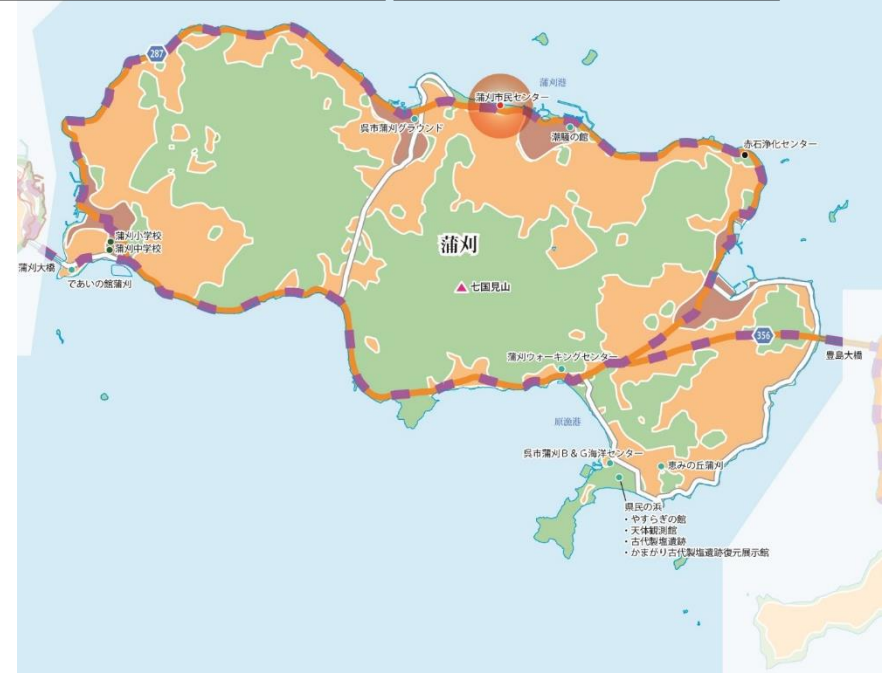 287
蒲刈港
蒲刈市民センター
呉市蒲刈グラウンド
潮騒の館
赤石浄化センター
蒲刈小学校
蒲刈中学校
蒲刈
蒲刈大橋
であいの館蒲刈
七国見山
356
豊島大橋
蒲刈ウォーキングセンター
原漁港
呉市蒲刈B&G海洋センター
恵みの丘蒲刈
県民の浜
・やすらぎの館
・天体観測館
・古代製塩遺跡
・かまがり古代製塩遺跡復元展示館